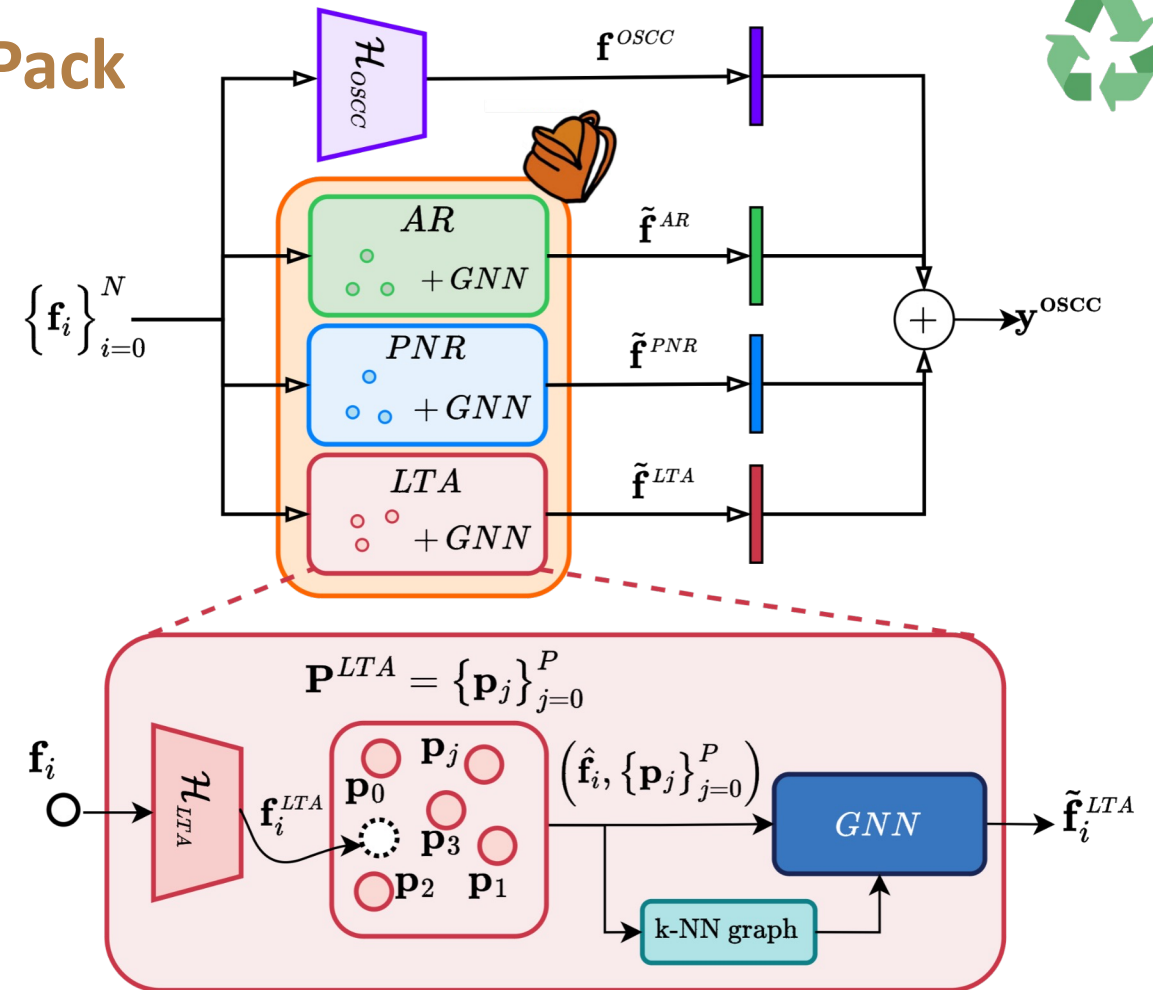 Pack
𝓗_OSCC
f^OSCC
AR
+ GNN
f̃^AR
{f_i}_{i=0}^N
+
y^OSCC
PNR
+ GNN
f̃^PNR
LTA
+ GNN
f̃^LTA
P^LTA = {p_j}_{j=0}^P
f_i
𝓗_LTA
f_i^LTA
p_0
p_j
p_3
p_2
p_1
(f̂_i, {p_j}_{j=0}^P)
GNN
f̃_i^LTA
k-NN graph